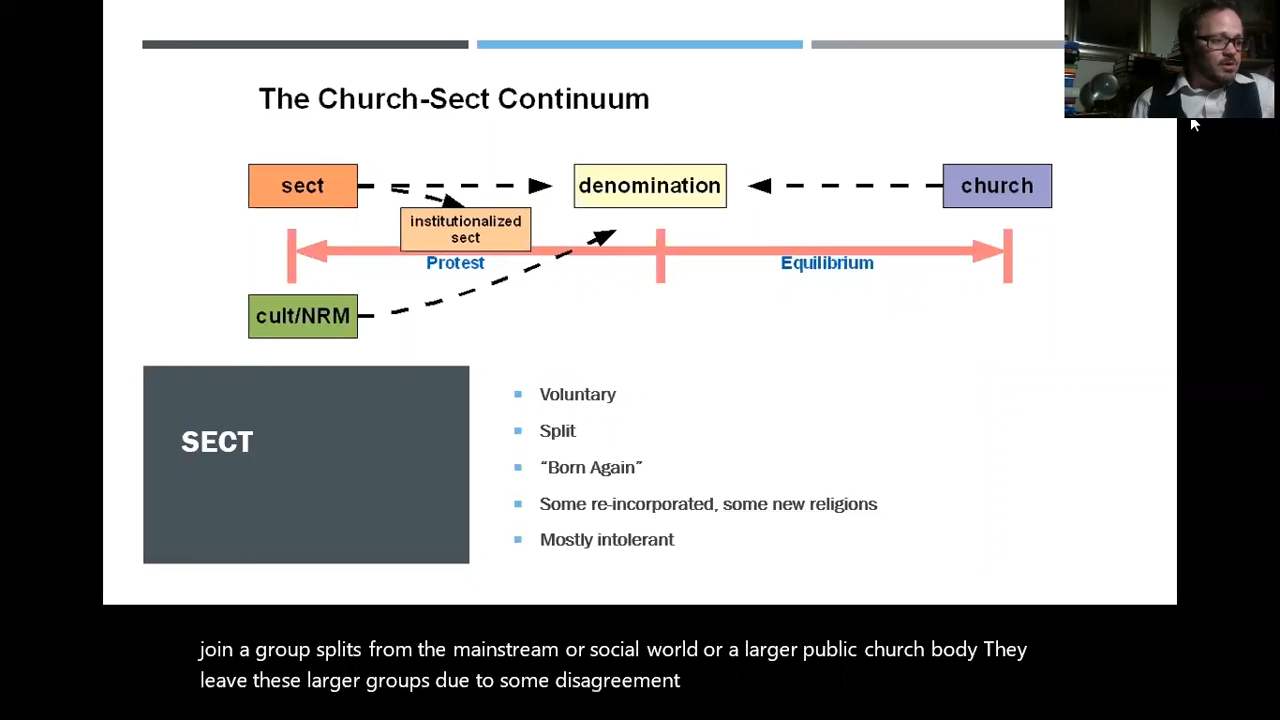 The Church-Sect Continuum
sect
denomination
church
institutionalized
sect
Protest
Equilibrium
cult/NRM
SECT
Voluntary
Split
“Born Again”
Some re-incorporated, some new religions
Mostly intolerant
join a group splits from the mainstream or social world or a larger public church body They
leave these larger groups due to some disagreement